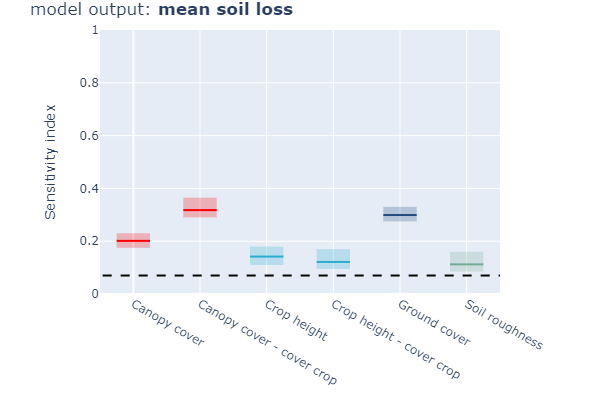 model output: mean soil loss
1
0.8
0.6
0.4
0.2
0
Sensitivity index
Canopy cover
Canopy cover - cover crop
Crop height
Crop height - cover crop
Ground cover
Soil roughness